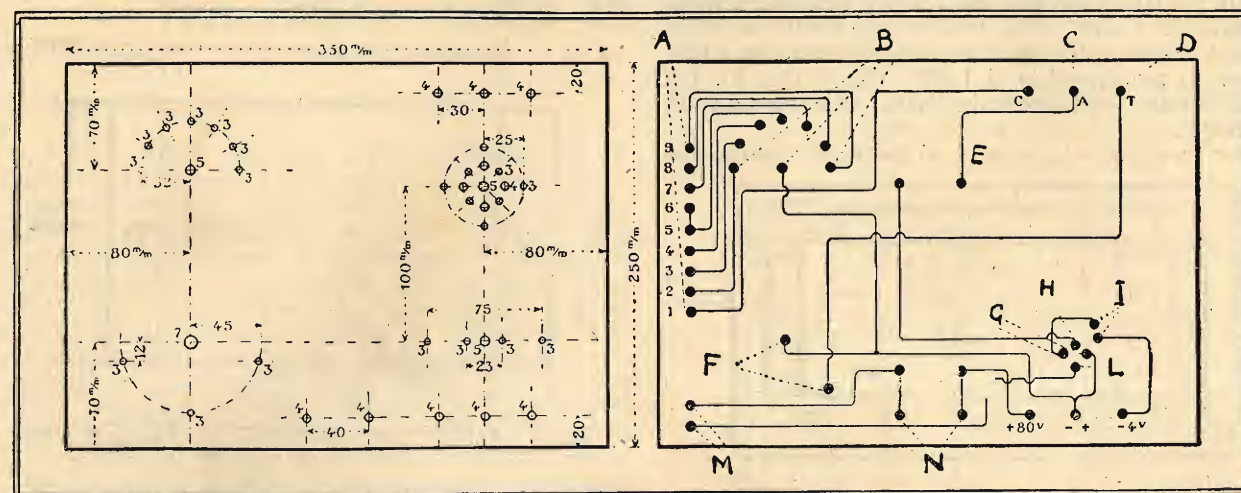 350 m/m
20
4 4 4
30
70 m/m
3 3 3 3 3 3 3
5
32
25
3
5 4 3
80 m/m
80 m/m
100 m/m
75
7
45
12
3 3
3 3 5 3 3
23
70 m/m
3
4 4 4 4 4
40
20
250 m/m
A B C D
C A T
E
9
8
7
6
5
4
3
2
1
H I
G
F
L
+80V - + -4V
M N